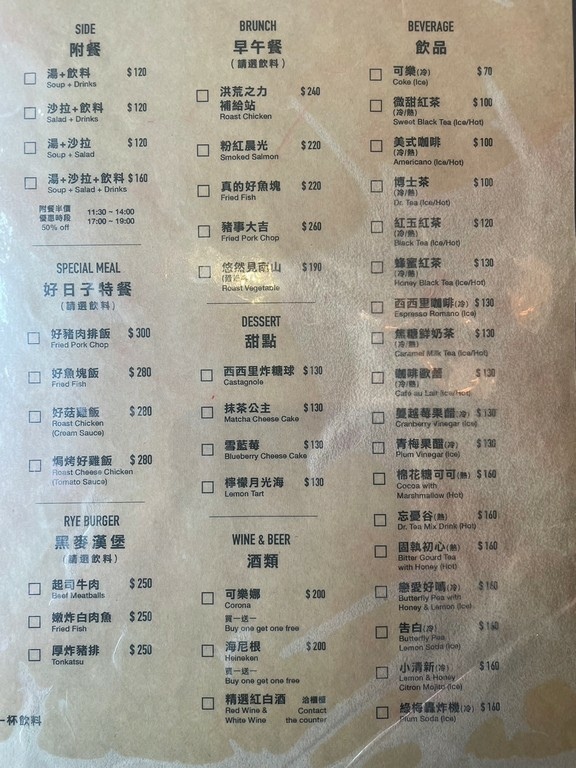 SIDE
附餐
湯+飲料 $120
Soup + Drinks
沙拉+飲料 $120
Salad + Drinks
湯+沙拉 $120
Soup + Salad
湯+沙拉+飲料 $160
Soup + Salad + Drinks
附餐半價
優惠時段
50% off
11:30 ~ 14:00
17:00 ~ 19:00
SPECIAL MEAL
好日子特餐
(請選飲料)
好豬肉排飯 $300
Fried Pork Chop
好魚塊飯 $280
Fried Fish
好菇雞飯 $280
Roast Chicken
(Cream Sauce)
焗烤好雞飯 $280
Roast Cheese Chicken
(Tomato Sauce)
RYE BURGER
黑麥漢堡
(請選飲料)
起司牛肉 $250
Beef Meatballs
嫩炸白肉魚 $250
Fried Fish
厚炸豬排 $250
Tonkatsu
一杯飲料
BRUNCH
早午餐
(請選飲料)
洪荒之力 $240
補給站
Roast Chicken
粉紅晨光 $220
Smoked Salmon
真的好魚塊 $220
Fried Fish
豬事大吉 $260
Fried Pork Chop
悠然見南山 $190
Roast Vegetable
DESSERT
甜點
西西里炸糖球 $130
Castagnole
抹茶公主 $130
Matcha Cheese Cake
雪藍莓 $130
Blueberry Cheese Cake
檸檬月光海 $130
Lemon Tart
WINE & BEER
酒類
可樂娜 $200
Corona
買一送一
Buy one get one free
海尼根 $200
Heineken
買一送一
Buy one get one free
精選紅白酒 洽櫃檯
Red Wine & Contact
White Wine the counter
BEVERAGE
飲品
可樂(冷) $70
Coke (Ice)
微甜紅茶 $100
(冷/熱)
Sweet Black Tea (Ice/Hot)
美式咖啡 $100
(冷/熱)
Americano (Ice/Hot)
博士茶 $100
(冷/熱)
Dr. Tea (Ice/Hot)
紅玉紅茶 $120
(冷/熱)
Black Tea (Ice/Hot)
蜂蜜紅茶 $130
(冷/熱)
Honey Black Tea (Ice/Hot)
西西里咖啡(冷) $130
Espresso Romano (Ice)
焦糖鮮奶茶 $130
(冷/熱)
Caramel Milk Tea (Ice/Hot)
咖啡歐蕾 $130
(冷/熱)
Café au Lait (Ice/Hot)
蔓越莓果醋(冷) $130
Cranberry Vinegar (Ice)
青梅果醋(冷) $130
Plum Vinegar (Ice)
棉花糖可可(熱) $160
Cocoa with
Marshmallow (Hot)
忘憂谷(熱) $160
Dr. Tea Mix Drink (Hot)
固執初心(熱) $160
Bitter Gourd Tea
with Honey (Hot)
戀愛好嗎(冷) $160
Butterfly Pea with
Honey & Lemon (Ice)
告白(冷) $160
Butterfly Pea
Lemon Soda (Ice)
小清新(冷) $160
Lemon & Honey
Citron Mojito (Ice)
綠梅轟炸機(冷) $160
Plum Soda (Ice)